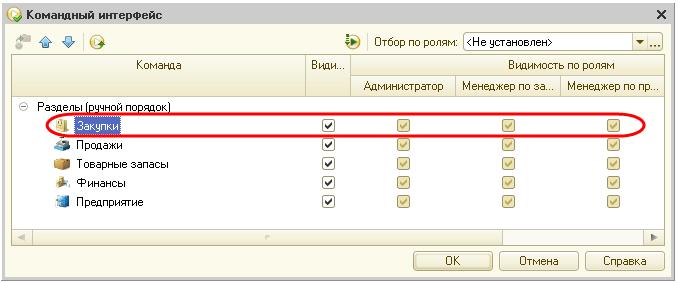 Командный интерфейс
Отбор по ролям: <Не установлен>
Команда Види... Видимость по ролям
Администратор Менеджер по за... Менеджер по пр...
Разделы (ручной порядок)
Закупки
Продажи
Товарные запасы
Финансы
Предприятие
OK Отмена Справка